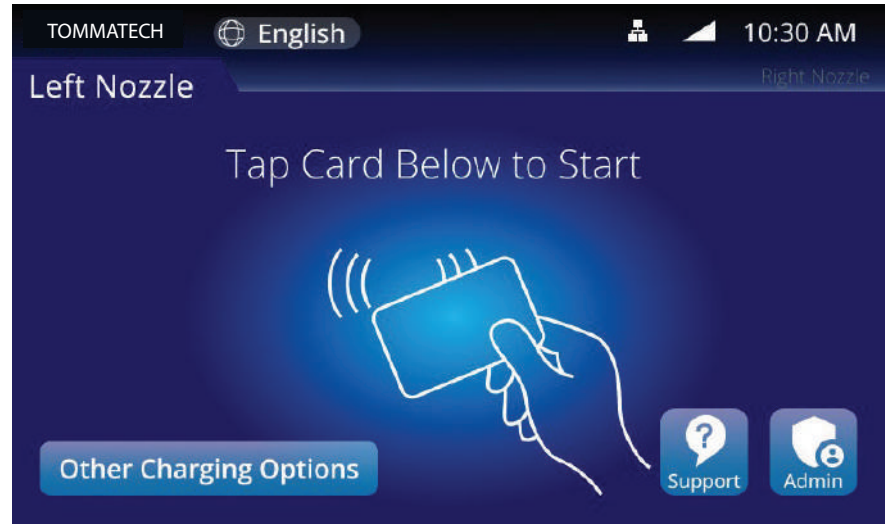 TOMMATECH
English
10:30 AM
Left Nozzle
Right Nozzle
Tap Card Below to Start
Other Charging Options
Support
Admin